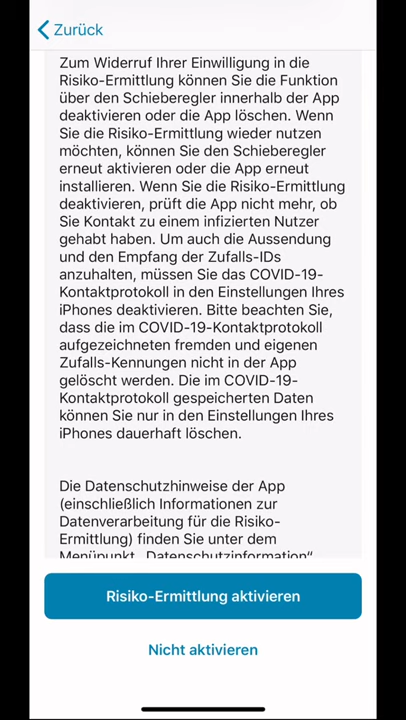 Zurück
Zum Widerruf Ihrer Einwilligung in die
Risiko-Ermittlung können Sie die Funktion
über den Schieberegler innerhalb der App
deaktivieren oder die App löschen. Wenn
Sie die Risiko-Ermittlung wieder nutzen
möchten, können Sie den Schieberegler
erneut aktivieren oder die App erneut
installieren. Wenn Sie die Risiko-Ermittlung
deaktivieren, prüft die App nicht mehr, ob
Sie Kontakt zu einem infizierten Nutzer
gehabt haben. Um auch die Aussendung
und den Empfang der Zufalls-IDs
anzuhalten, müssen Sie das COVID-19-
Kontaktprotokoll in den Einstellungen Ihres
iPhones deaktivieren. Bitte beachten Sie,
dass die im COVID-19-Kontaktprotokoll
aufgezeichneten fremden und eigenen
Zufalls-Kennungen nicht in der App
gelöscht werden. Die im COVID-19-
Kontaktprotokoll gespeicherten Daten
können Sie nur in den Einstellungen Ihres
iPhones dauerhaft löschen.
Die Datenschutzhinweise der App
(einschließlich Informationen zur
Datenverarbeitung für die Risiko-
Ermittlung) finden Sie unter dem
Menüpunkt „Datenschutzinformation“
Risiko-Ermittlung aktivieren
Nicht aktivieren